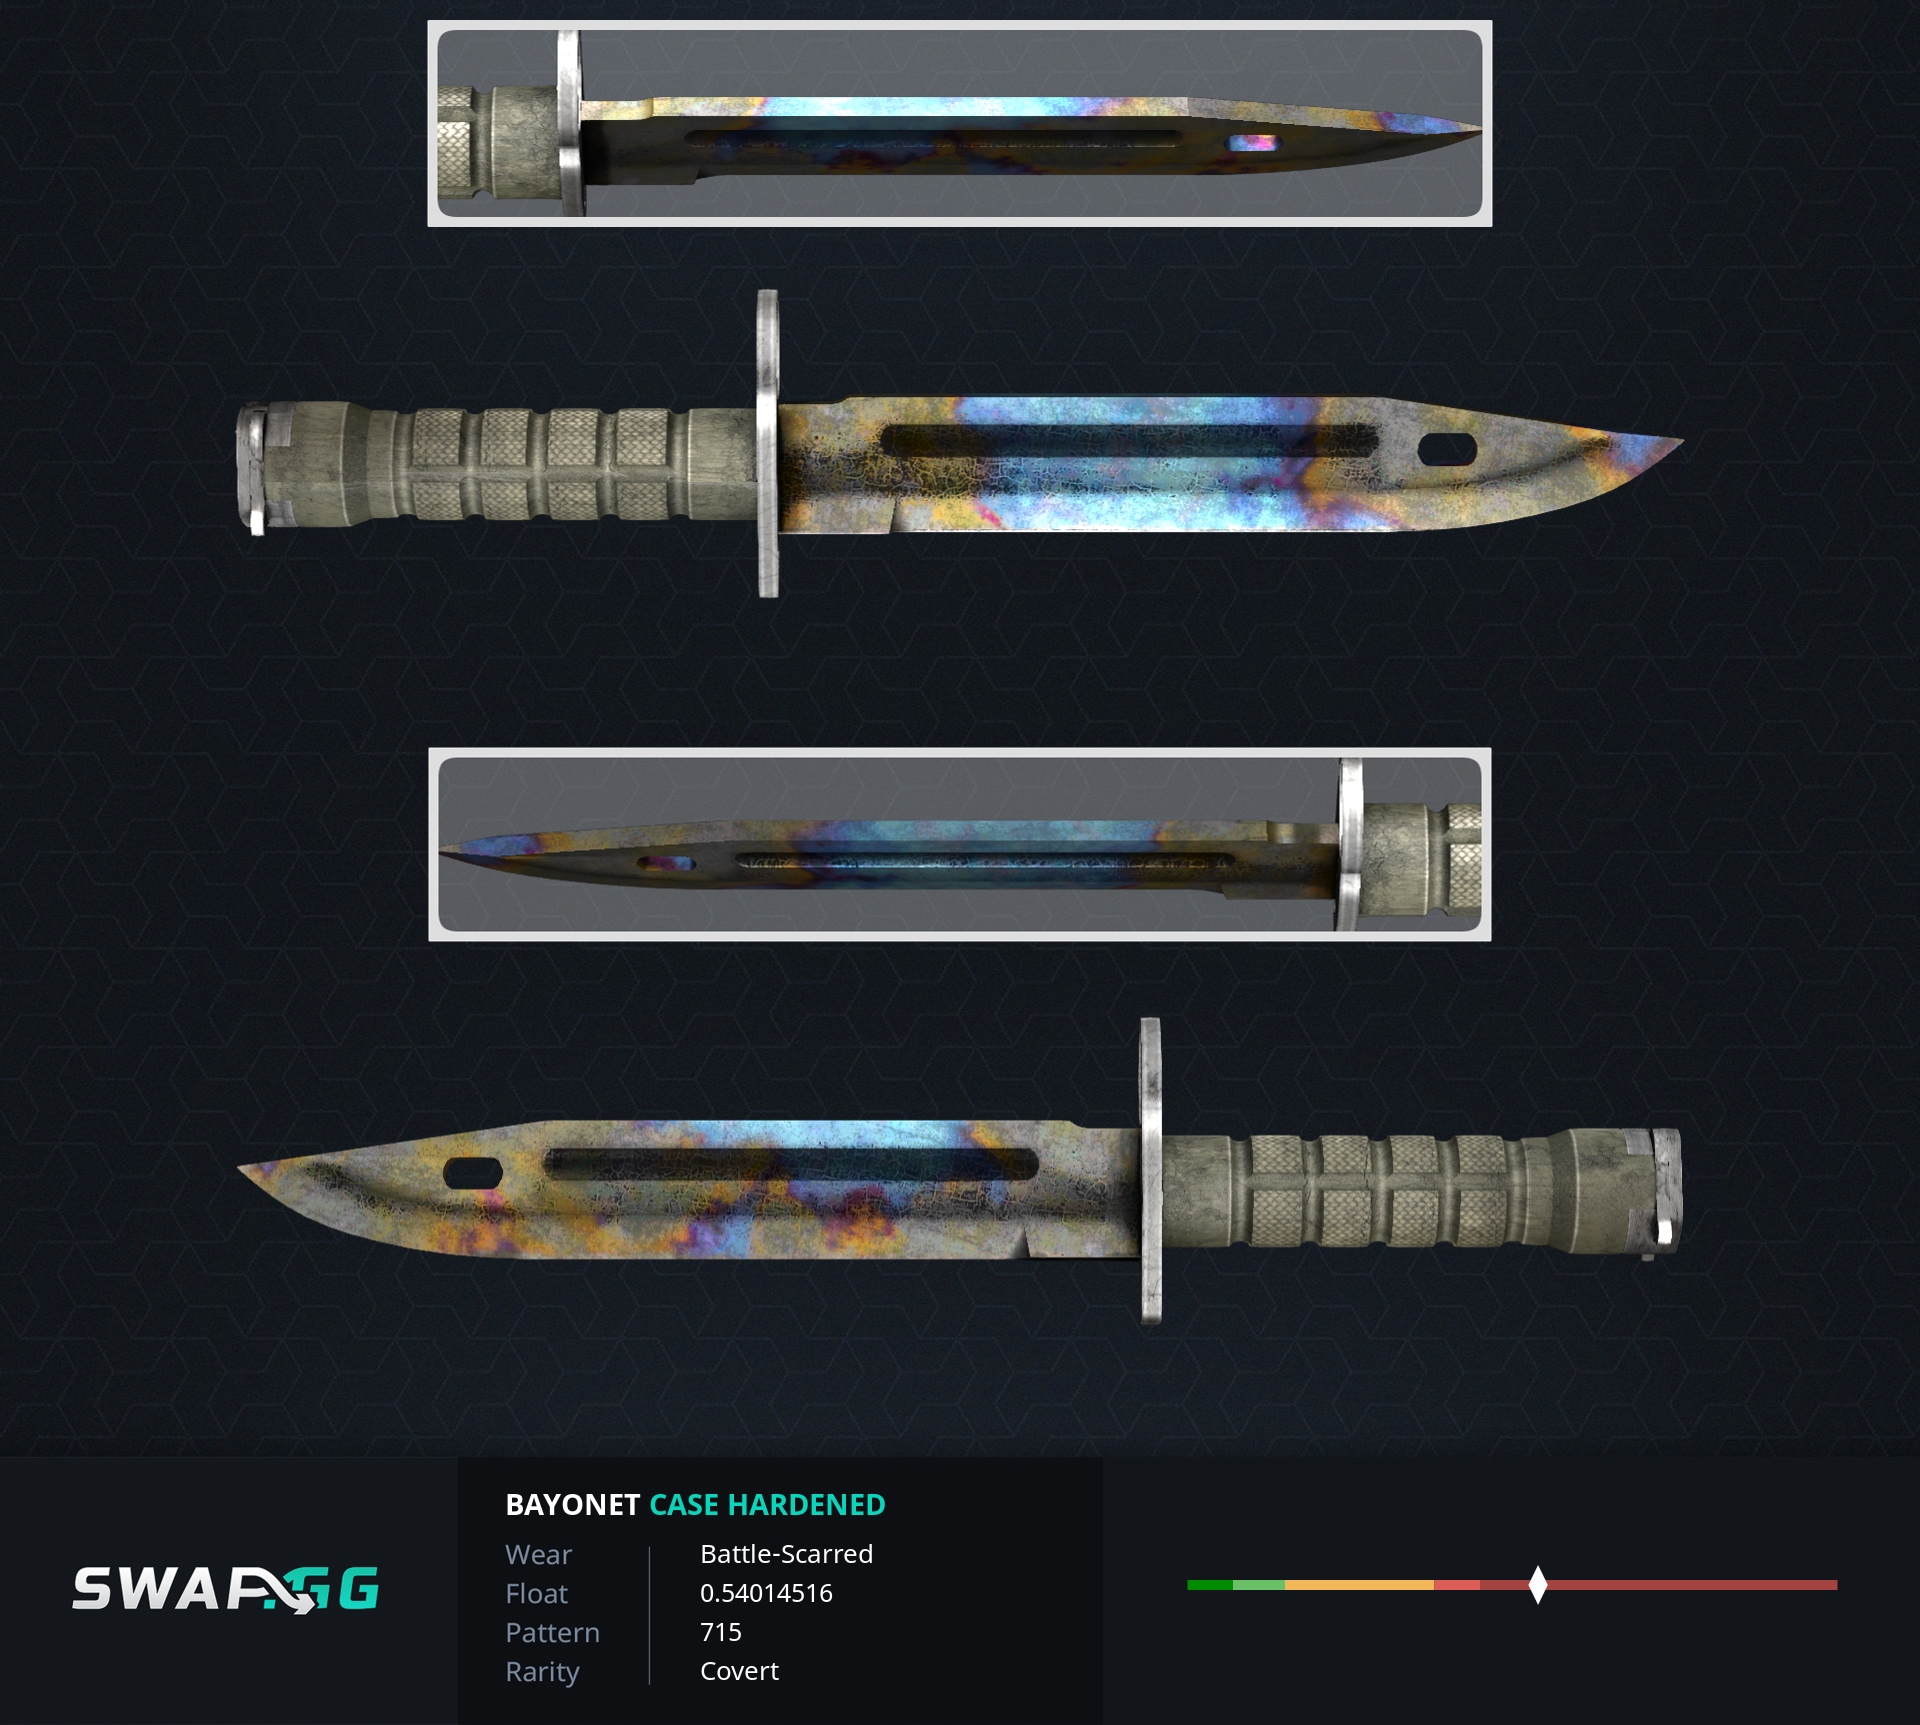 BAYONET CASE HARDENED
Wear Battle-Scarred
Float 0.54014516
Pattern 715
Rarity Covert
SWAP.GG